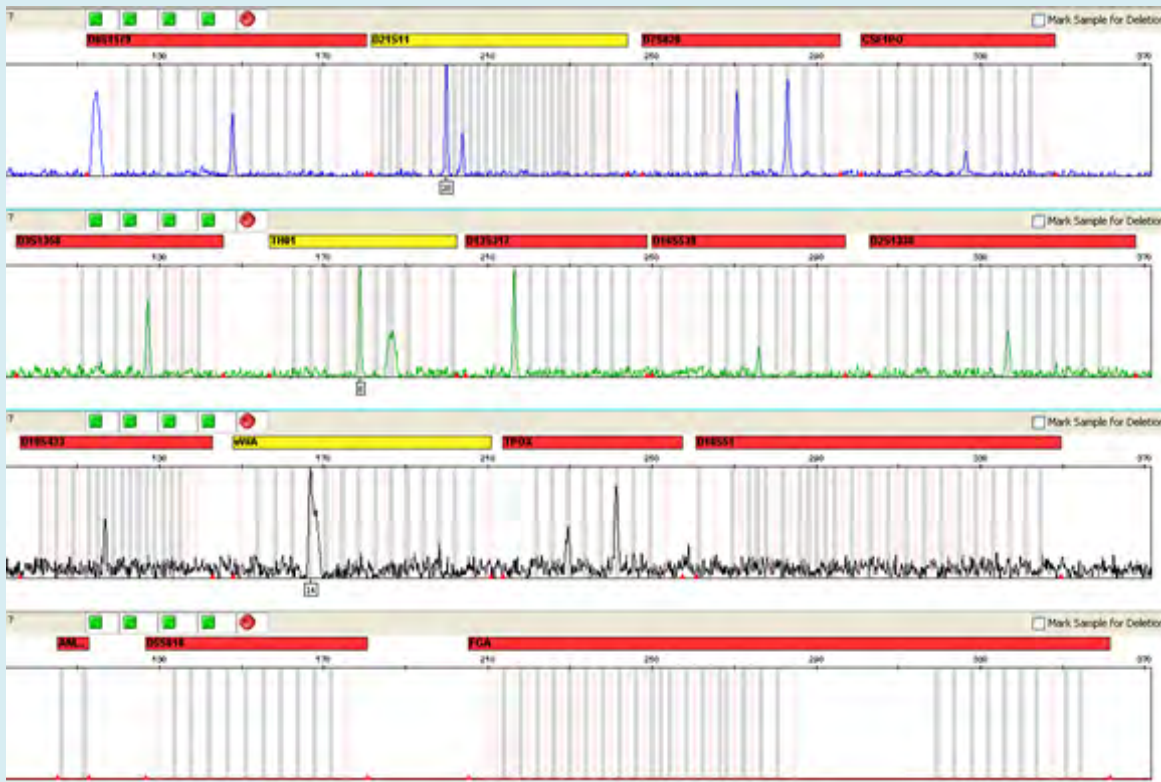 ? Mark Sample for Deletion
D8S1179 D21S11 D7S820 CSF1PO
130 170 210 250 290 330 370
28
? Mark Sample for Deletion
D3S1358 TH01 D13S317 D16S539 D2S1338
130 170 210 250 290 330 370
? Mark Sample for Deletion
D19S433 vWA TPOX D18S51
130 170 210 250 290 330 370
? Mark Sample for Deletion
AM... D5S818 FGA
130 170 210 250 290 330 370